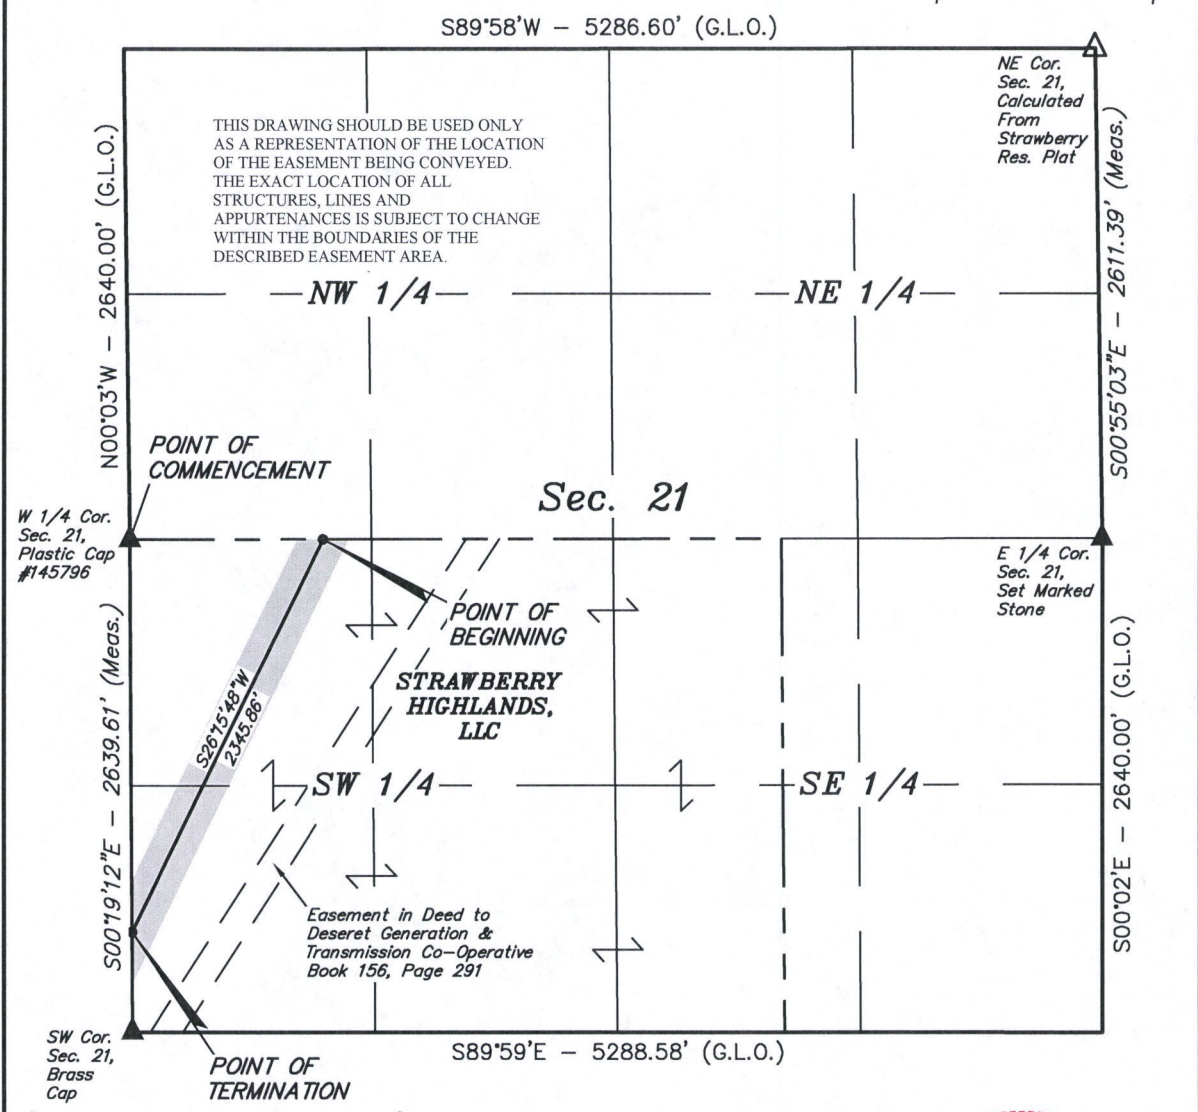 S89°58'W – 5286.60' (G.L.O.)
NE Cor.
Sec. 21,
Calculated
From
Strawberry
Res. Plat
THIS DRAWING SHOULD BE USED ONLY
AS A REPRESENTATION OF THE LOCATION
OF THE EASEMENT BEING CONVEYED.
THE EXACT LOCATION OF ALL
STRUCTURES, LINES AND
APPURTENANCES IS SUBJECT TO CHANGE
WITHIN THE BOUNDARIES OF THE
DESCRIBED EASEMENT AREA.
N00°03'W – 2640.00' (G.L.O.)
S00°55'03"E – 2611.39' (Meas.)
NW 1/4
NE 1/4
POINT OF
COMMENCEMENT
Sec. 21
W 1/4 Cor.
Sec. 21,
Plastic Cap
#145796
E 1/4 Cor.
Sec. 21,
Set Marked
Stone
POINT OF
BEGINNING
STRAWBERRY
HIGHLANDS,
LLC
S26°15'48"W
2345.86'
S00°19'12"E – 2639.61' (Meas.)
S00°02'E – 2640.00' (G.L.O.)
SW 1/4
SE 1/4
Easement in Deed to
Deseret Generation &
Transmission Co-Operative
Book 156, Page 291
SW Cor.
Sec. 21,
Brass
Cap
POINT OF
TERMINATION
S89°59'E – 5288.58' (G.L.O.)